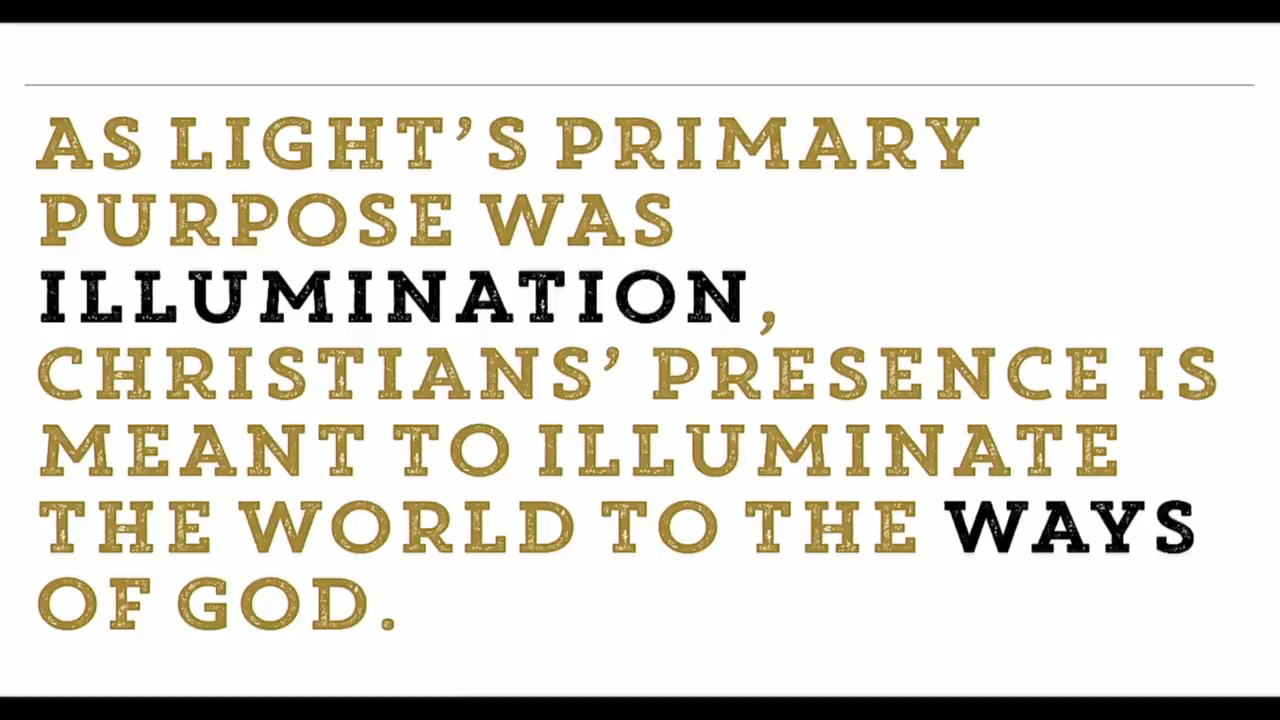 AS LIGHT’S PRIMARY
PURPOSE WAS
ILLUMINATION,
CHRISTIANS’ PRESENCE IS
MEANT TO ILLUMINATE
THE WORLD TO THE WAYS
OF GOD.